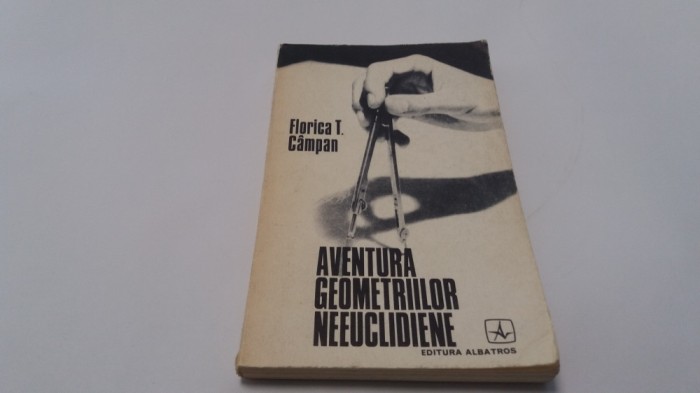 Florica T.
Câmpan
AVENTURA
GEOMETRIILOR
NEEUCLIDIENE
EDITURA ALBATROS